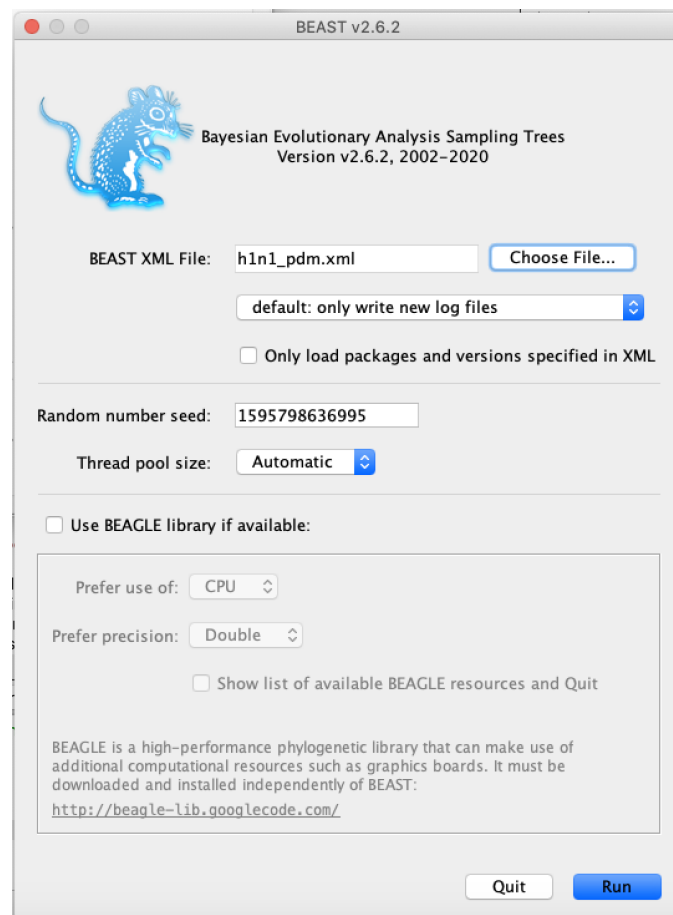 BEAST v2.6.2
Bayesian Evolutionary Analysis Sampling Trees
Version v2.6.2, 2002–2020
BEAST XML File: h1n1_pdm.xml Choose File...
default: only write new log files
Only load packages and versions specified in XML
Random number seed: 1595798636995
Thread pool size: Automatic
Use BEAGLE library if available:
Prefer use of: CPU
Prefer precision: Double
Show list of available BEAGLE resources and Quit
BEAGLE is a high-performance phylogenetic library that can make use of
additional computational resources such as graphics boards. It must be
downloaded and installed independently of BEAST:
http://beagle-lib.googlecode.com/
Quit Run